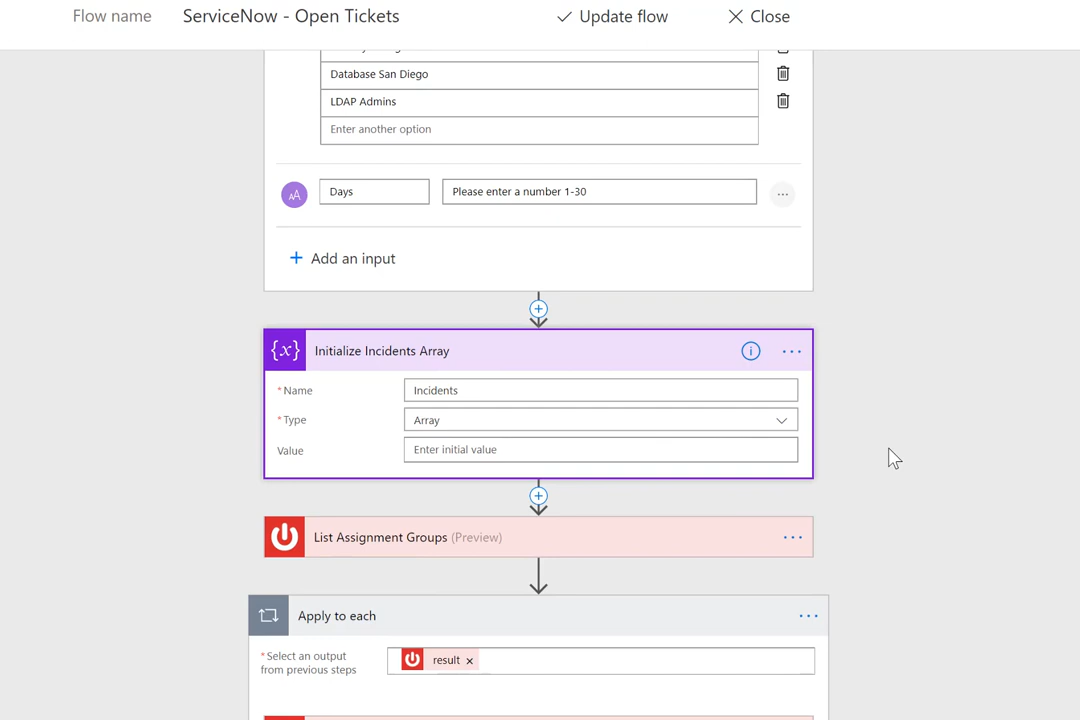 Flow name ServiceNow - Open Tickets Update flow Close
Database San Diego
LDAP Admins
Enter another option
AA Days Please enter a number 1-30 ...
+ Add an input
{x} Initialize Incidents Array i ...
* Name Incidents
* Type Array
Value Enter initial value
List Assignment Groups (Preview) ...
Apply to each ...
* Select an output
from previous steps
result ×